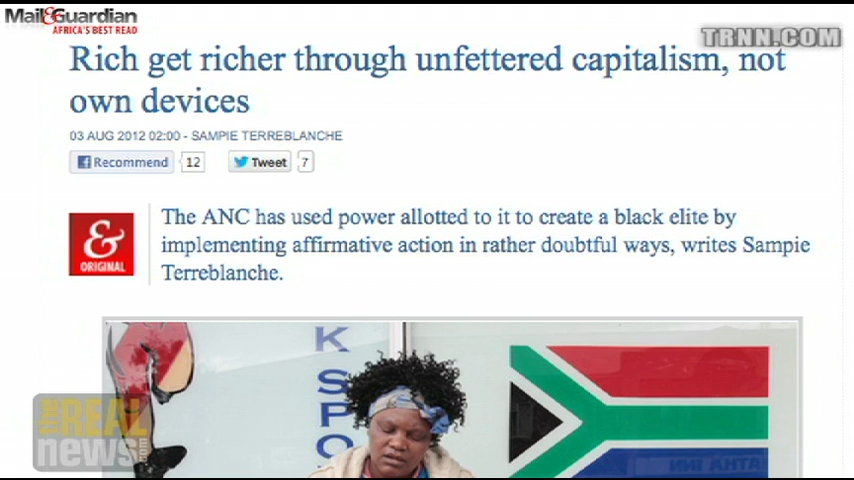 Mail&Guardian
AFRICA'S BEST READ
TRNN.COM
Rich get richer through unfettered capitalism, not
own devices
03 AUG 2012 02:00 - SAMPIE TERREBLANCHE
Recommend 12 Tweet 7
&
ORIGINAL
The ANC has used power allotted to it to create a black elite by
implementing affirmative action in rather doubtful ways, writes Sampie
Terreblanche.
K SPO
THE REAL
news.com